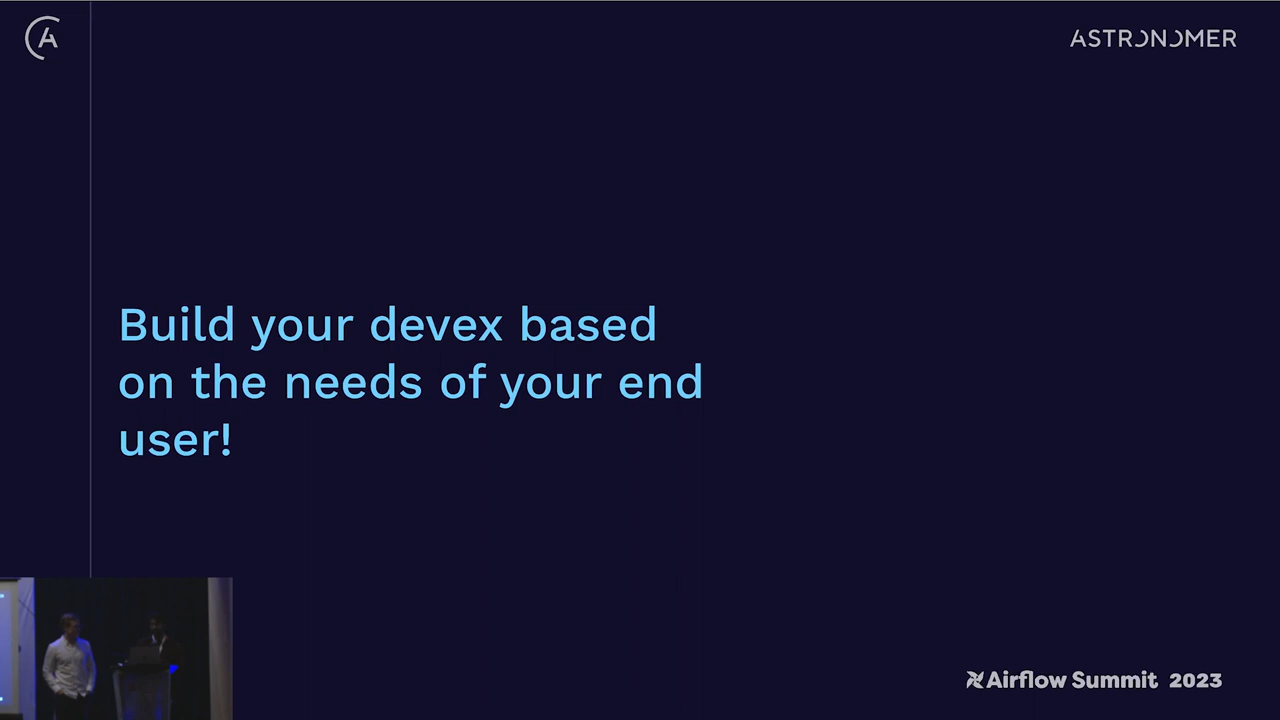 ASTRONOMER
Build your devex based
on the needs of your end
user!
Airflow Summit 2023